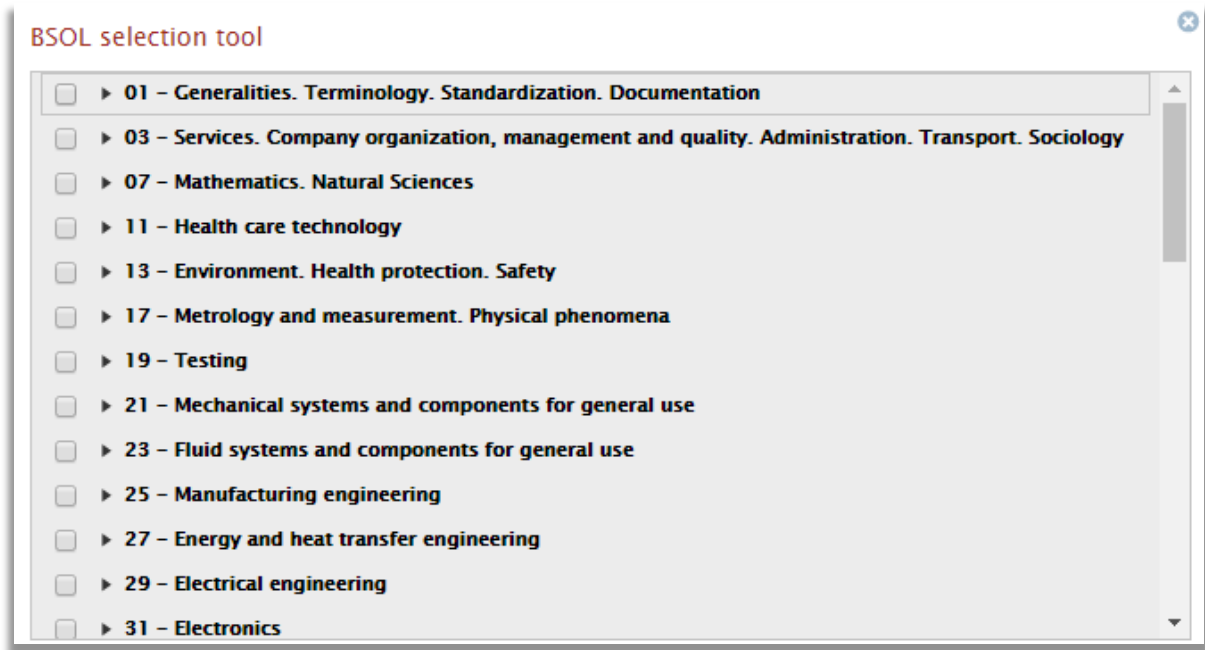 BSOL selection tool
01 – Generalities. Terminology. Standardization. Documentation
03 – Services. Company organization, management and quality. Administration. Transport. Sociology
07 – Mathematics. Natural Sciences
11 – Health care technology
13 – Environment. Health protection. Safety
17 – Metrology and measurement. Physical phenomena
19 – Testing
21 – Mechanical systems and components for general use
23 – Fluid systems and components for general use
25 – Manufacturing engineering
27 – Energy and heat transfer engineering
29 – Electrical engineering
31 – Electronics